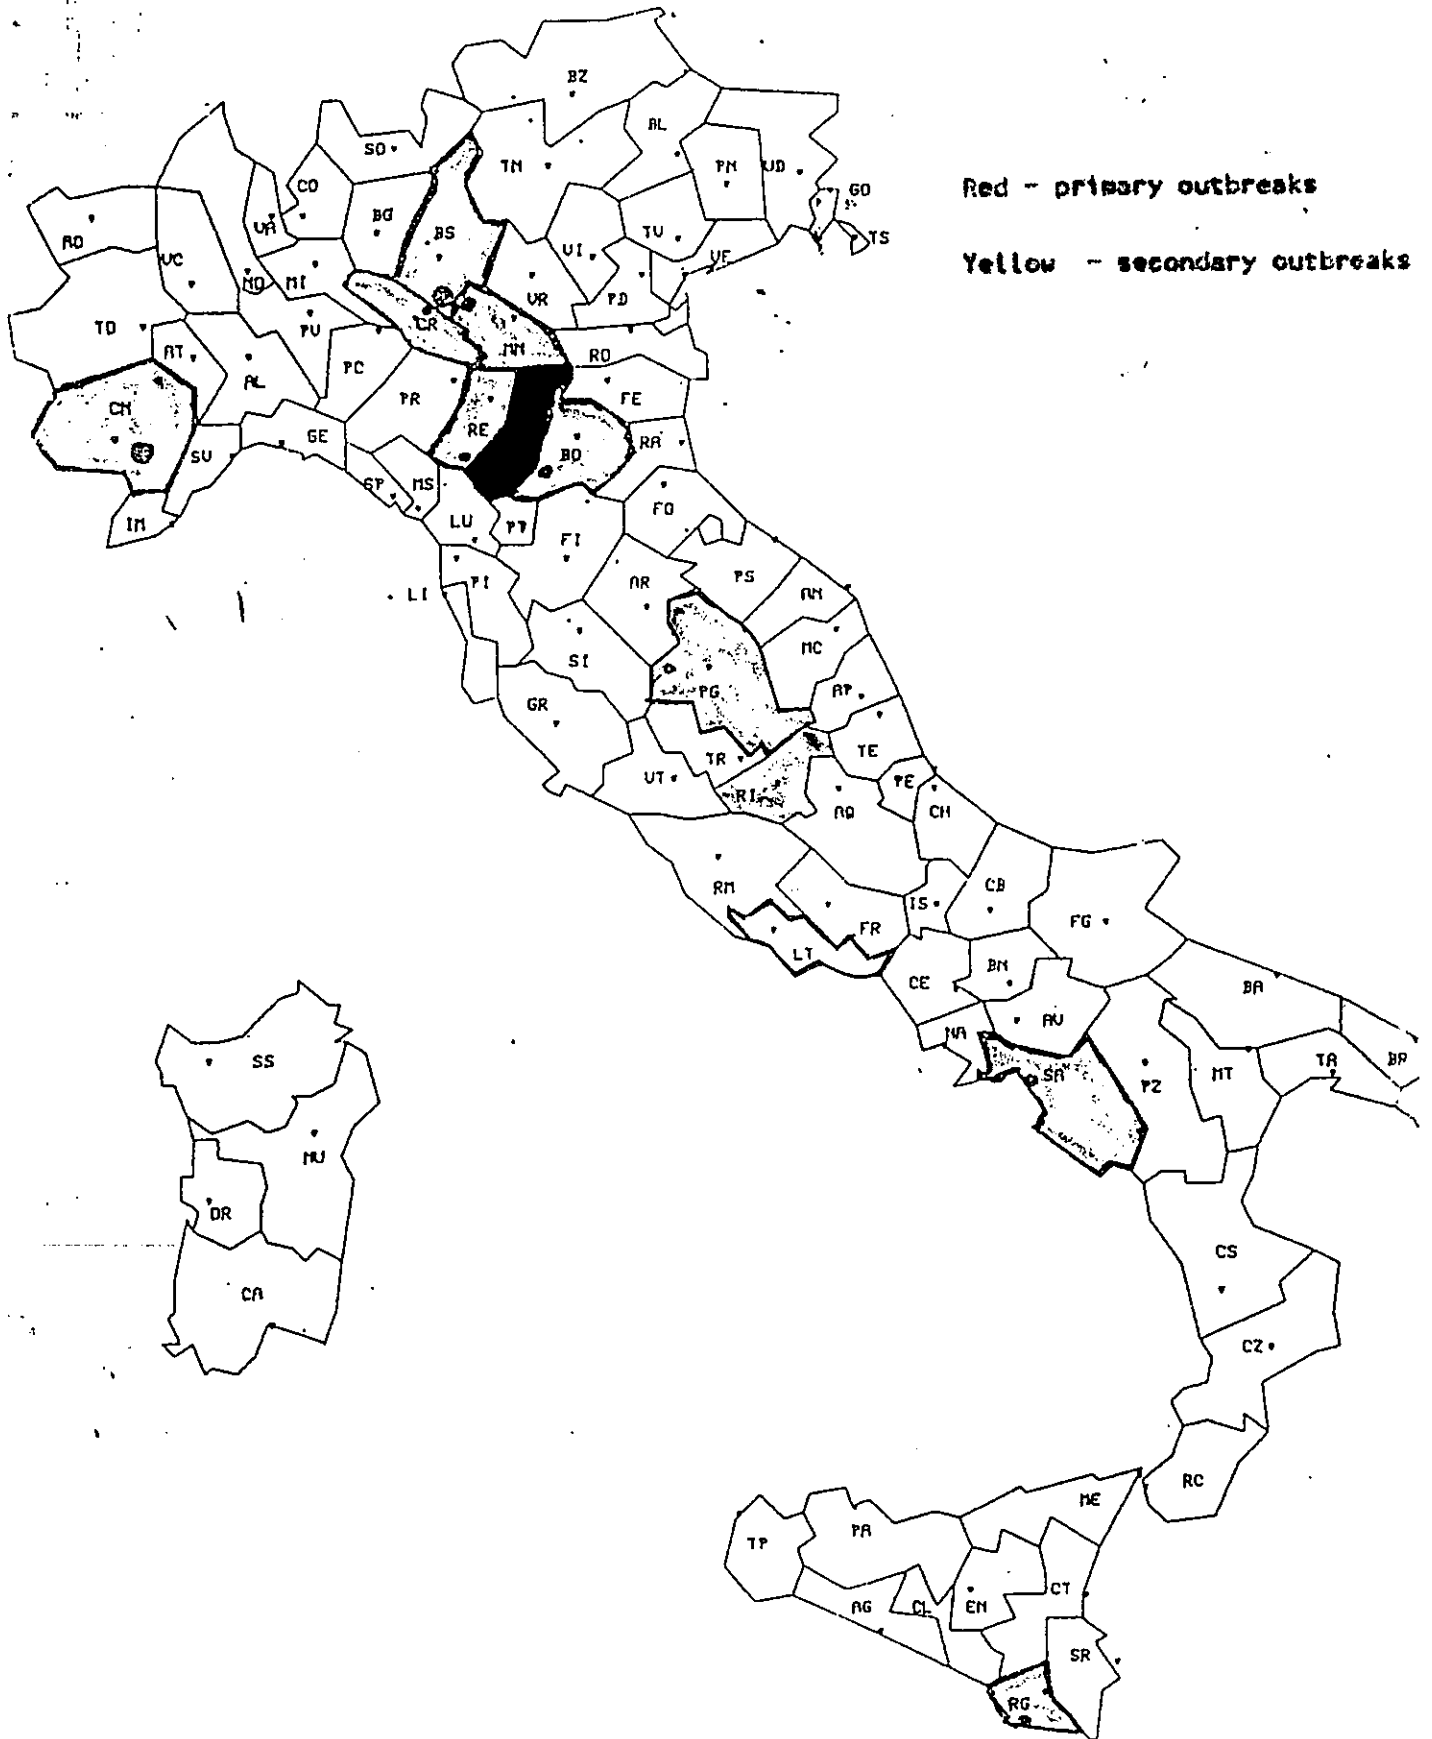 BZ
SO
TN
BL
PN
UD
GO
TS
Red - primary outbreaks
Yellow - secondary outbreaks
AO
VC
VA
CO
BG
BS
VI
TV
VE
NO
MI
VR
PD
TO
AT
AL
PV
PC
CR
MN
RO
PR
RE
FE
CN
SV
GE
BO
RA
IM
SP
MS
LU
PT
FI
FO
LI
PI
AR
PS
AN
SI
MC
GR
PG
AP
VT
TR
RI
TE
PE
AQ
CH
RM
IS
CB
FR
LT
FG
CE
BN
BA
NA
AV
SA
PZ
MT
TA
BR
SS
NU
OR
CA
CS
CZ
RC
TP
PA
ME
AG
CL
EN
CT
SR
RG